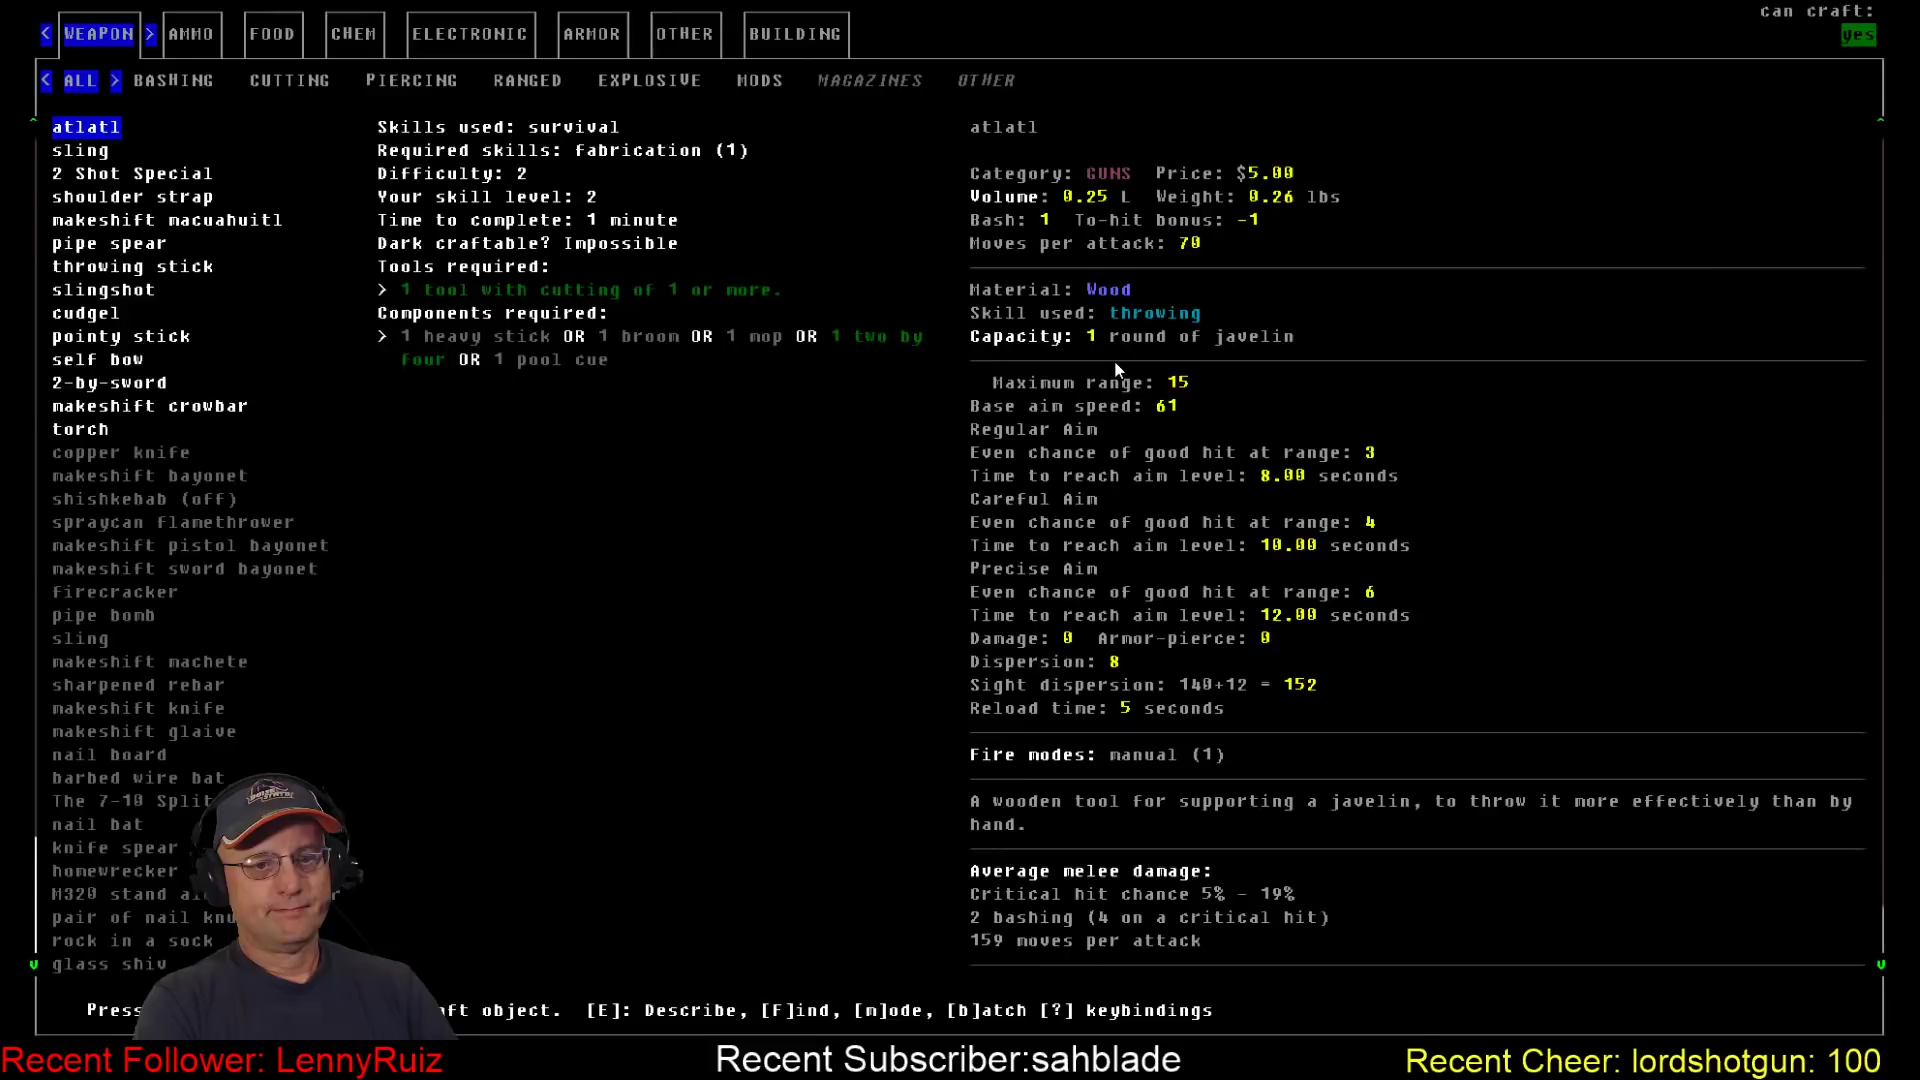 can craft:
< WEAPON > AMMO FOOD CHEM ELECTRONIC ARMOR OTHER BUILDING yes
< ALL > BASHING CUTTING PIERCING RANGED EXPLOSIVE MODS MAGAZINES OTHER
atlatl
sling
2 Shot Special
shoulder strap
makeshift macuahuitl
pipe spear
throwing stick
slingshot
cudgel
pointy stick
self bow
2-by-sword
makeshift crowbar
torch
copper knife
makeshift bayonet
shishkebab (off)
spraycan flamethrower
makeshift pistol bayonet
makeshift sword bayonet
firecracker
pipe bomb
sling
makeshift machete
sharpened rebar
makeshift knife
makeshift glaive
nail board
barbed wire bat
The 7-10 Split
nail bat
knife spear
homewrecker
M320 stand
pair of nail
rock in a sock
glass shiv
Skills used: survival
Required skills: fabrication (1)
Difficulty: 2
Your skill level: 2
Time to complete: 1 minute
Dark craftable? Impossible
Tools required:
> 1 tool with cutting of 1 or more.
Components required:
> 1 heavy stick OR 1 broom OR 1 mop OR 1 two by
four OR 1 pool cue
atlatl
Category: GUNS Price: $5.00
Volume: 0.25 L Weight: 0.26 lbs
Bash: 1 To-hit bonus: -1
Moves per attack: 70
Material: Wood
Skill used: throwing
Capacity: 1 round of javelin
Maximum range: 15
Base aim speed: 61
Regular Aim
Even chance of good hit at range: 3
Time to reach aim level: 8.00 seconds
Careful Aim
Even chance of good hit at range: 4
Time to reach aim level: 10.00 seconds
Precise Aim
Even chance of good hit at range: 6
Time to reach aim level: 12.00 seconds
Damage: 0 Armor-pierce: 0
Dispersion: 8
Sight dispersion: 140+12 = 152
Reload time: 5 seconds
Fire modes: manual (1)
A wooden tool for supporting a javelin, to throw it more effectively than by
hand.
Average melee damage:
Critical hit chance 5% - 19%
2 bashing (4 on a critical hit)
159 moves per attack
Press object. [E]: Describe, [F]ind, [m]ode, [b]atch [?] keybindings
Recent Follower: LennyRuiz Recent Subscriber:sahblade Recent Cheer: lordshotgun: 100